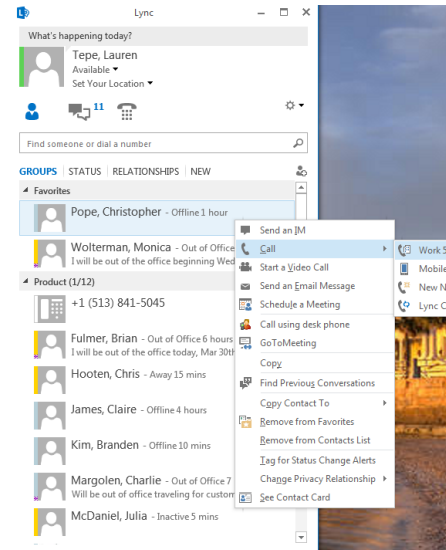 Lync
What's happening today?
Tepe, Lauren
Available
Set Your Location
11
Find someone or dial a number
GROUPS STATUS RELATIONSHIPS NEW
Favorites
Pope, Christopher - Offline 1 hour
Wolterman, Monica - Out of Office
I will be out of the office beginning Wed
Product (1/12)
+1 (513) 841-5045
Fulmer, Brian - Out of Office 6 hours
I will be out of the office today, Mar 30th
Hooten, Chris - Away 15 mins
James, Claire - Offline 4 hours
Kim, Branden - Offline 10 mins
Margolen, Charlie - Out of Office 7
Will be out of office traveling for custom
McDaniel, Julia - Inactive 5 mins
Send an IM
Call
Start a Video Call
Send an Email Message
Schedule a Meeting
Call using desk phone
GoToMeeting
Copy
Find Previous Conversations
Copy Contact To
Remove from Favorites
Remove from Contacts List
Tag for Status Change Alerts
Change Privacy Relationship
See Contact Card
Work
Mobile
New N
Lync C